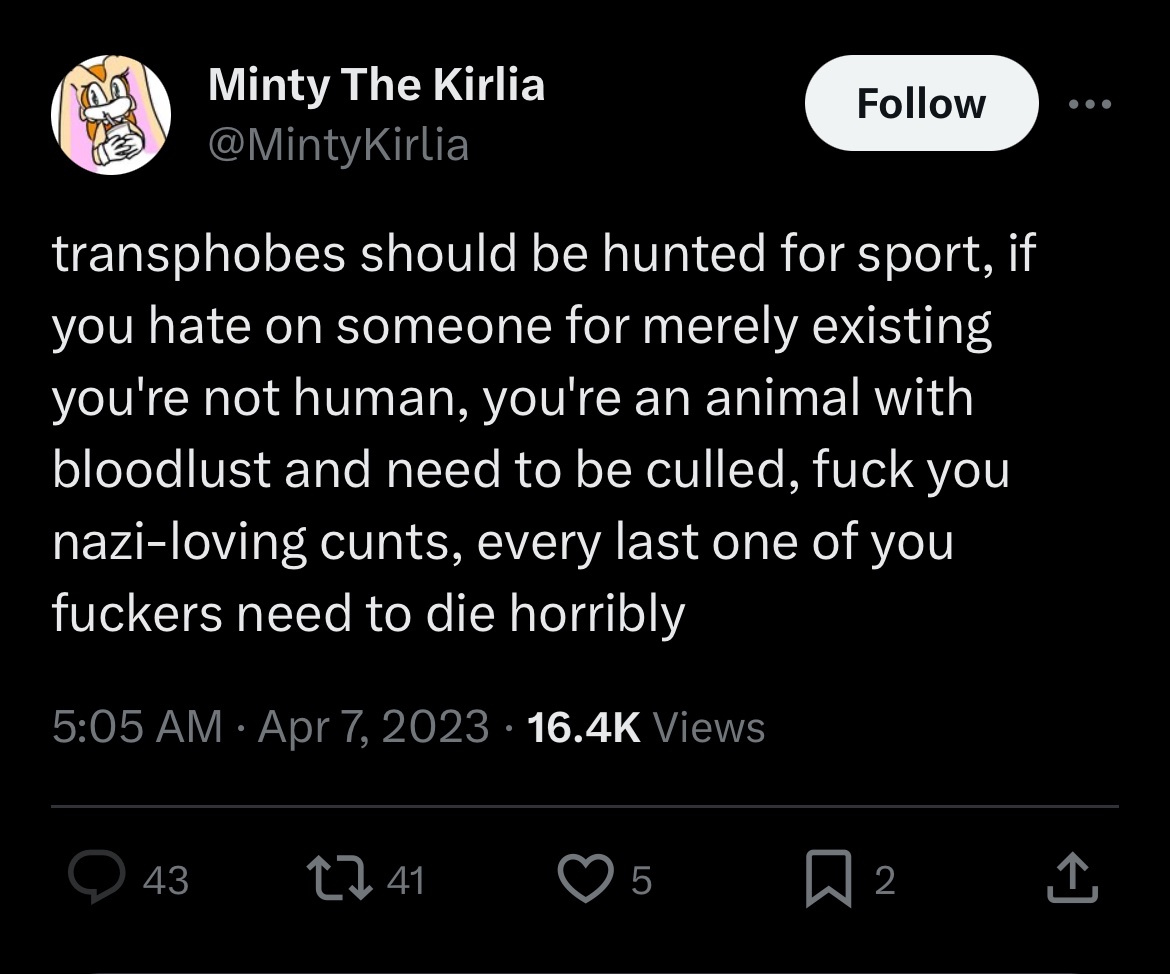 Minty The Kirlia
@MintyKirlia
Follow
transphobes should be hunted for sport, if
you hate on someone for merely existing
you're not human, you're an animal with
bloodlust and need to be culled, fuck you
nazi-loving cunts, every last one of you
fuckers need to die horribly
5:05 AM · Apr 7, 2023 · 16.4K Views
43 41 5 2